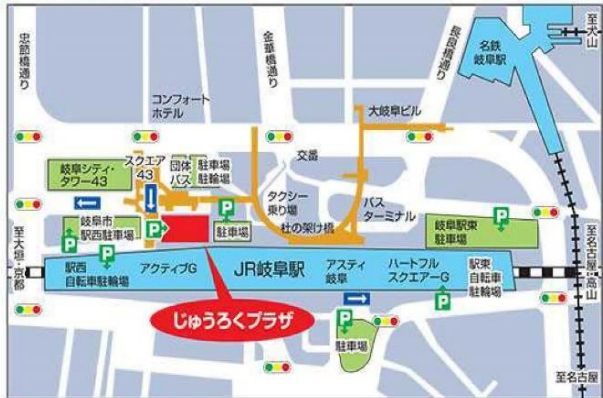 忠節橋通り
金華橋通り
長良橋通り
至犬山
名鉄
岐阜駅
コンフォート
ホテル
大岐阜ビル
交番
岐阜シティ・
タワー43
スクエア
43
団体
バス
駐車場
駐輪場
タクシー
乗り場
バス
ターミナル
岐阜市
駅西駐車場
P
P
P
P
駐車場
杜の架け橋
P
岐阜駅東
駐車場
至大垣・京都
至名古屋・高山
駅西
自転車駐輪場
アクティブG
JR岐阜駅
アスティ
岐阜
ハートフル
スクエアーG
P
駅東
自転車
駐輪場
じゅうろくプラザ
P
駐車場
至名古屋